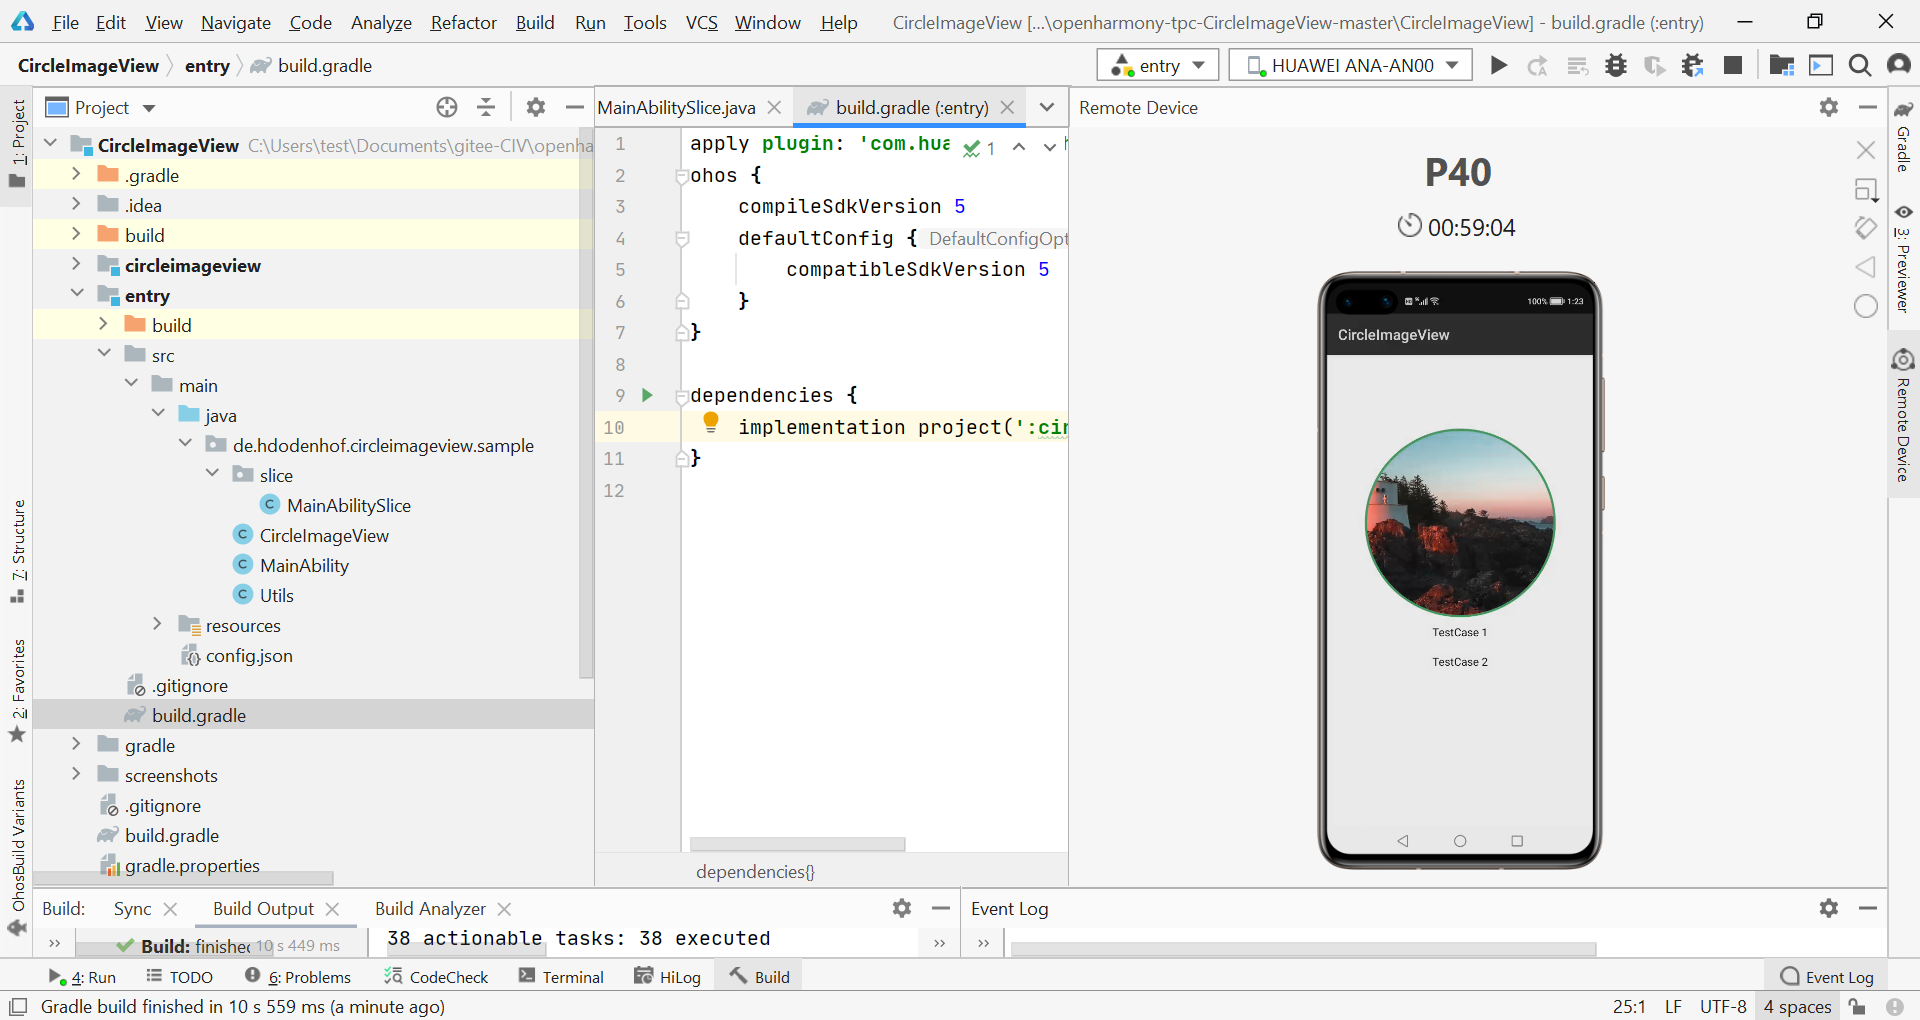 File Edit View Navigate Code Analyze Refactor Build Run Tools VCS Window Help CircleImageView [...\openharmony-tpc-CircleImageView-master\CircleImageView] - build.gradle (:entry)
CircleImageView entry build.gradle entry HUAWEI ANA-AN00
1: Project
7: Structure
2: Favorites
OhosBuild Variants
Project
CircleImageView C:\Users\test\Documents\gitee-CIV\openha
.gradle
.idea
build
circleimageview
entry
build
src
main
java
de.hdodenhof.circleimageview.sample
slice
MainAbilitySlice
CircleImageView
MainAbility
Utils
resources
config.json
.gitignore
build.gradle
gradle
screenshots
.gitignore
build.gradle
gradle.properties
MainAbilitySlice.java build.gradle (:entry)
1 apply plugin: 'com.hua 1
2 ohos {
3 compileSdkVersion 5
4 defaultConfig { DefaultConfigOpt
5 compatibleSdkVersion 5
6 }
7 }
8
9 dependencies {
10 implementation project(':cir
11 }
12
dependencies{}
Remote Device
P40
00:59:04
100% 1:23
CircleImageView
TestCase 1
TestCase 2
Gradle
3: Previewer
Remote Device
Build: Sync Build Output Build Analyzer
Build: finished 10 s 449 ms 38 actionable tasks: 38 executed
Event Log
4: Run TODO 6: Problems CodeCheck Terminal HiLog Build Event Log
Gradle build finished in 10 s 559 ms (a minute ago) 25:1 LF UTF-8 4 spaces